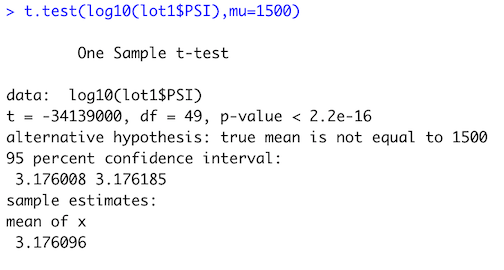 > t.test(log10(lot1$PSI),mu=1500)
One Sample t-test
data:  log10(lot1$PSI)
t = -34139000, df = 49, p-value < 2.2e-16
alternative hypothesis: true mean is not equal to 1500
95 percent confidence interval:
 3.176008 3.176185
sample estimates:
mean of x
 3.176096